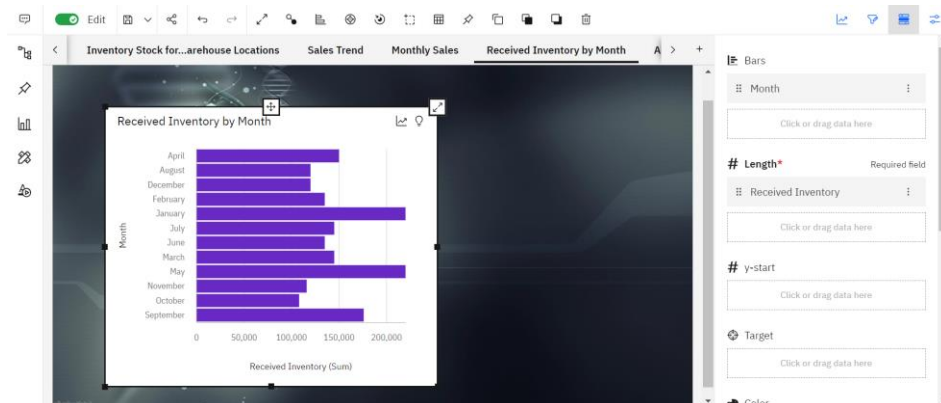 Edit
Inventory Stock for...arehouse Locations
Sales Trend
Monthly Sales
Received Inventory by Month
A
Received Inventory by Month
April
August
December
February
January
July
June
March
May
November
October
September
Month
0 50,000 100,000 150,000 200,000
Received Inventory (Sum)
Bars
Month
Click or drag data here
# Length* Required field
Received Inventory
Click or drag data here
# y-start
Click or drag data here
Target
Click or drag data here
Color